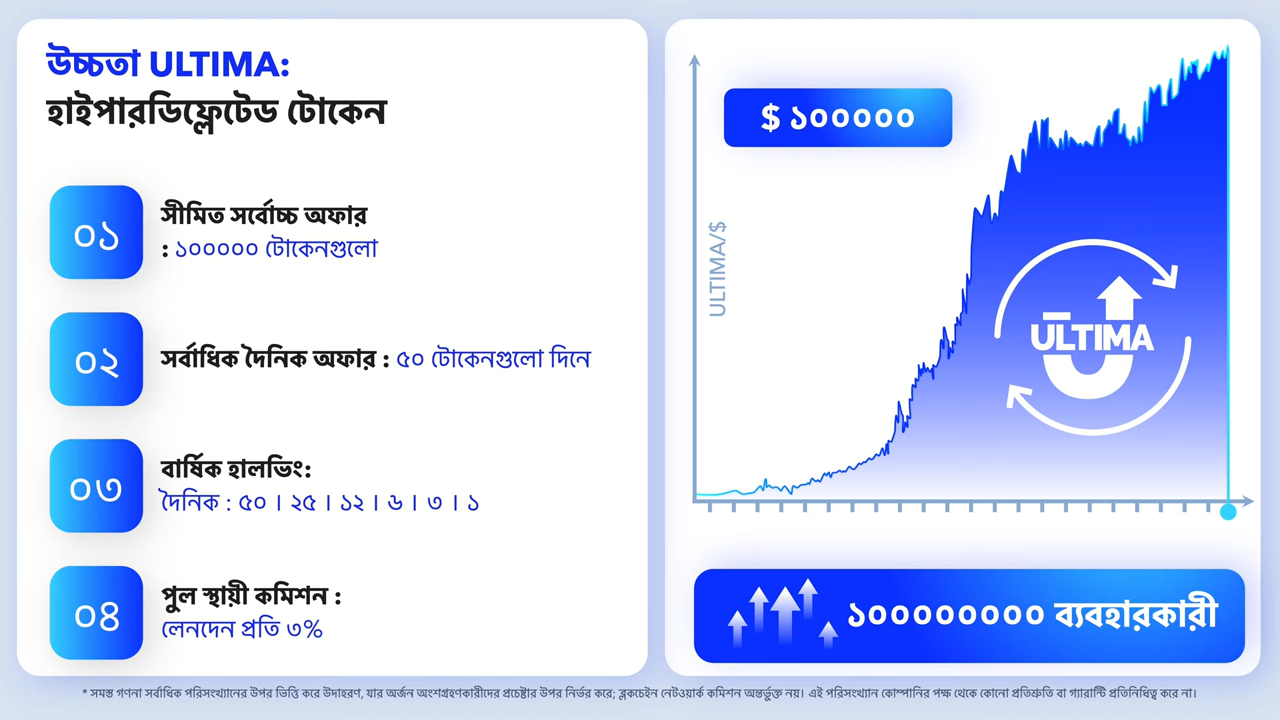 উচ্চতা ULTIMA:
হাইপারডিফ্লেটেড টোকেন
০১
সীমিত সর্বোচ্চ অফার
: ১০০০০০ টোকেনগুলো
০২
সর্বাধিক দৈনিক অফার : ৫০ টোকেনগুলো দিনে
০৩
বার্ষিক হালভিং:
দৈনিক : ৫০ । ২৫ । ১২ । ৬ । ৩ । ১
০৪
পুল স্থায়ী কমিশন :
লেনদেন প্রতি ৩%
$ ১০০০০০
ULTIMA/$
ULTIMA
১০০০০০০০০ ব্যবহারকারী
* সমস্ত গণনা সর্বাধিক পরিসংখ্যানের উপর ভিত্তি করে উদাহরণ, যার অর্জন অংশগ্রহণকারীদের প্রচেষ্টার উপর নির্ভর করে; ব্লকচেইন নেটওয়ার্ক কমিশন অন্তর্ভুক্ত নয়। এই পরিসংখ্যান কোম্পানির পক্ষ থেকে কোনো প্রতিশ্রুতি বা গ্যারান্টি প্রতিনিধিত্ব করে না।